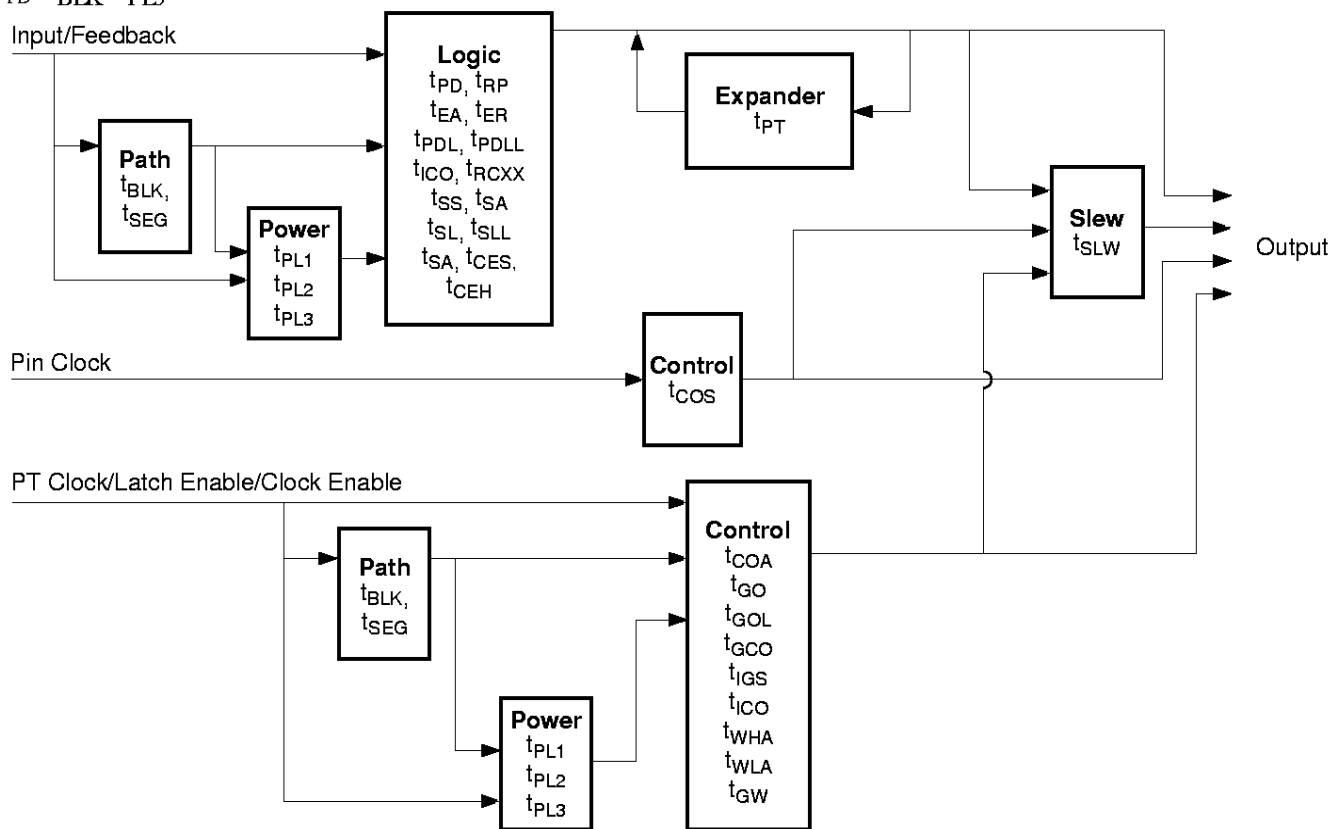 PD BLK PL3
Input/Feedback
Logic
tPD, tRP
tEA, tER
tPDL, tPDLL
tICO, tRCXX
tSS, tSA
tSL, tSLL
tSA, tCES,
tCEH
Path
tBLK,
tSEG
Power
tPL1
tPL2
tPL3
Expander
tPT
Slew
tSLW
Output
Pin Clock
Control
tCOS
PT Clock/Latch Enable/Clock Enable
Path
tBLK,
tSEG
Power
tPL1
tPL2
tPL3
Control
tCOA
tGO
tGOL
tGCO
tIGS
tICO
tWHA
tWLA
tGW